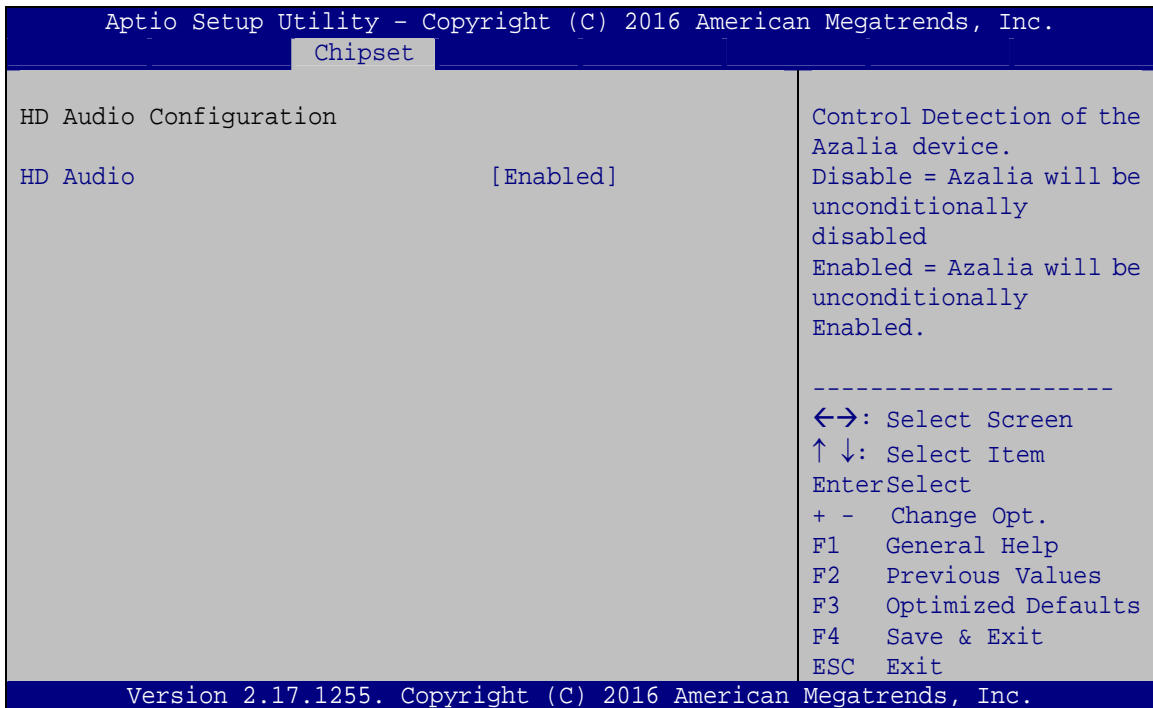 Aptio Setup Utility – Copyright (C) 2016 American Megatrends, Inc.
Chipset
HD Audio Configuration
HD Audio [Enabled]
Control Detection of the
Azalia device.
Disable = Azalia will be
unconditionally
disabled
Enabled = Azalia will be
unconditionally
Enabled.
---------------------
←→: Select Screen
↑ ↓: Select Item
EnterSelect
+ - Change Opt.
F1 General Help
F2 Previous Values
F3 Optimized Defaults
F4 Save & Exit
ESC Exit
Version 2.17.1255. Copyright (C) 2016 American Megatrends, Inc.